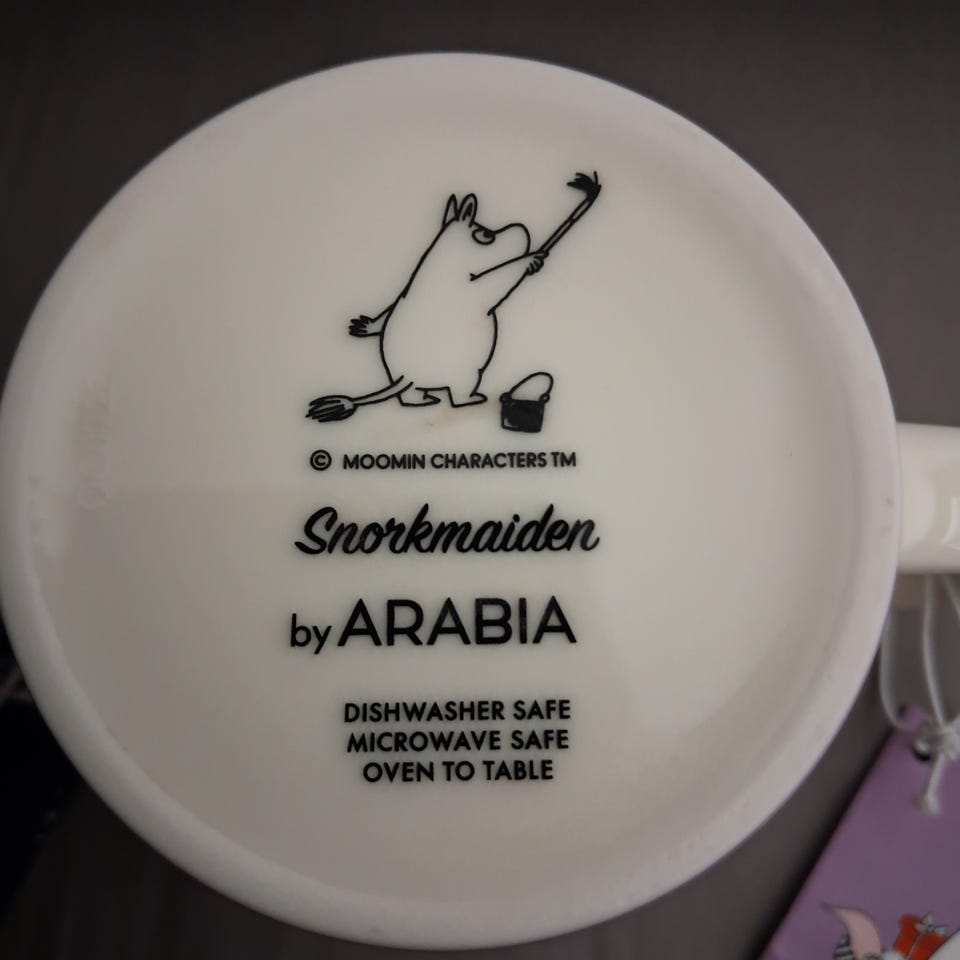 © MOOMIN CHARACTERS TM
Snorkmaiden
by ARABIA
DISHWASHER SAFE
MICROWAVE SAFE
OVEN TO TABLE